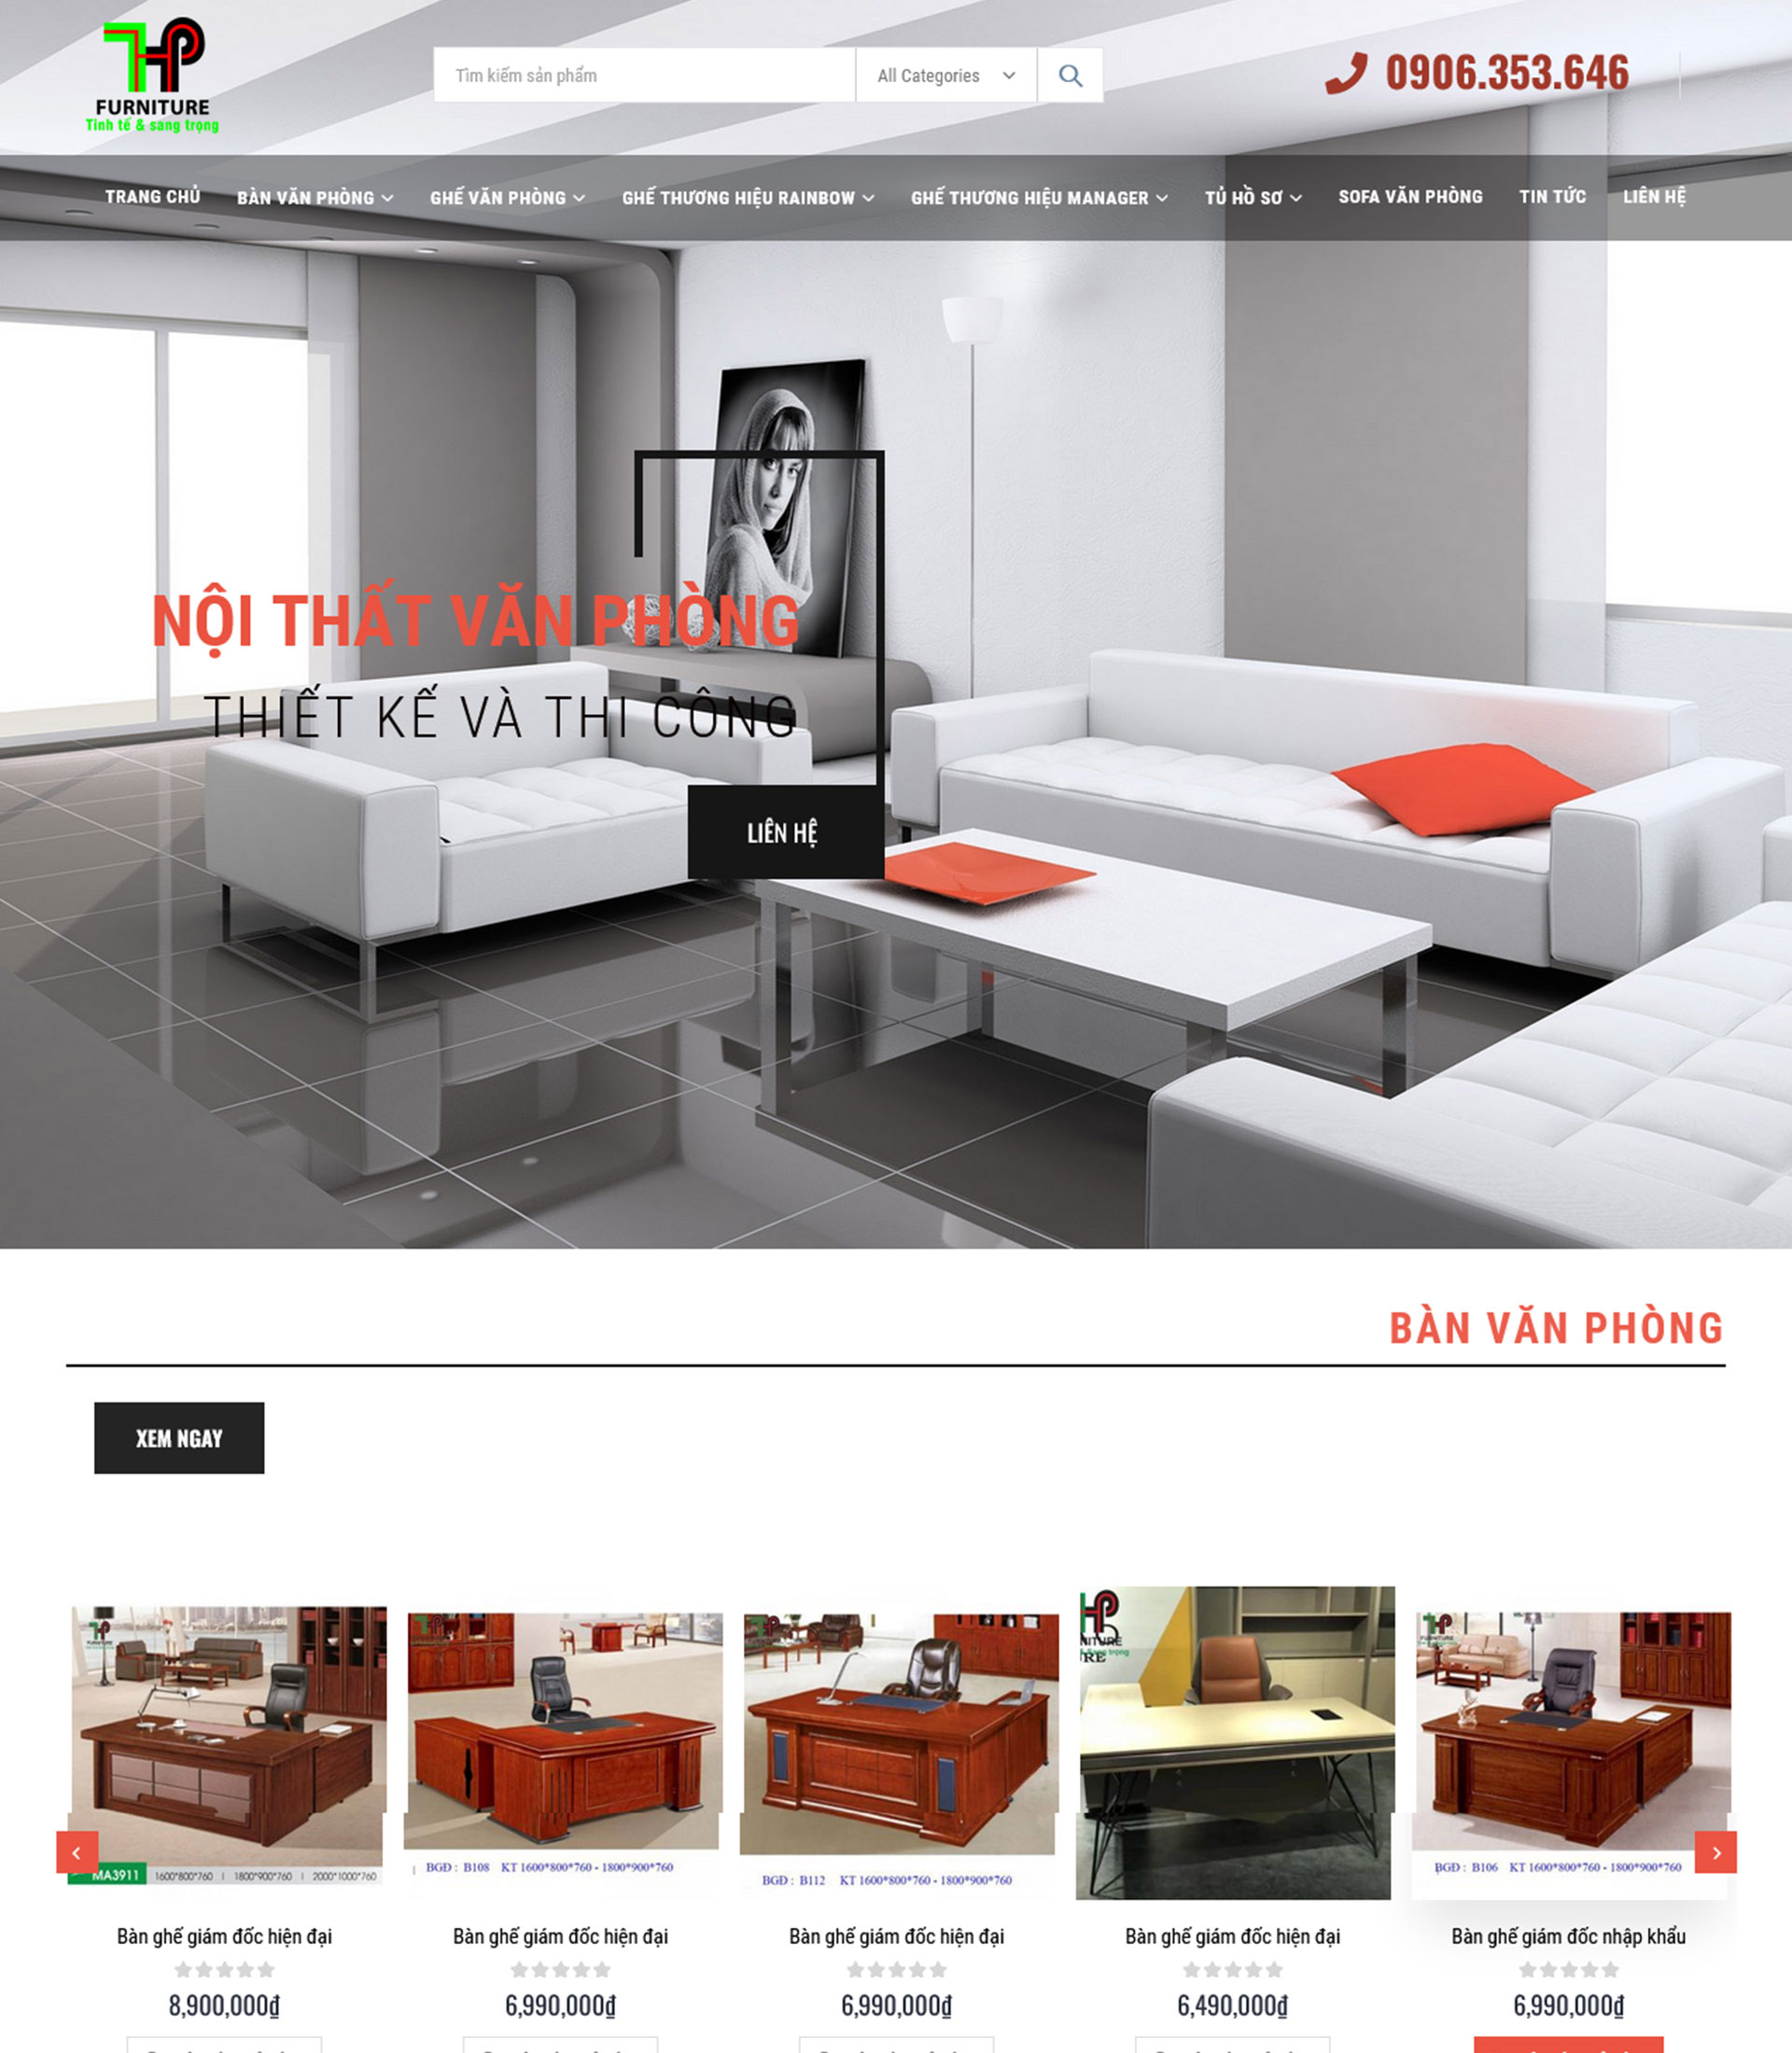 THP
FURNITURE
Tinh tế & sang trọng
Tìm kiếm sản phẩm
All Categories
0906.353.646
TRANG CHỦ
BÀN VĂN PHÒNG
GHẾ VĂN PHÒNG
GHẾ THƯƠNG HIỆU RAINBOW
GHẾ THƯƠNG HIỆU MANAGER
TỦ HỒ SƠ
SOFA VĂN PHÒNG
TIN TỨC
LIÊN HỆ
NỘI THẤT VĂN PHÒNG
THIẾT KẾ VÀ THI CÔNG
LIÊN HỆ
BÀN VĂN PHÒNG
XEM NGAY
MA3911 1600*800*760 | 1800*900*760 | 2000*1000*760
BGĐ : B108 KT 1600*800*760 - 1800*900*760
BGĐ : B112 KT 1600*800*760 - 1800*900*760
BGĐ : B106 KT 1600*800*760 - 1800*900*760
Bàn ghế giám đốc hiện đại
8,900,000₫
Bàn ghế giám đốc hiện đại
6,990,000₫
Bàn ghế giám đốc hiện đại
6,990,000₫
Bàn ghế giám đốc hiện đại
6,490,000₫
Bàn ghế giám đốc nhập khẩu
6,990,000₫